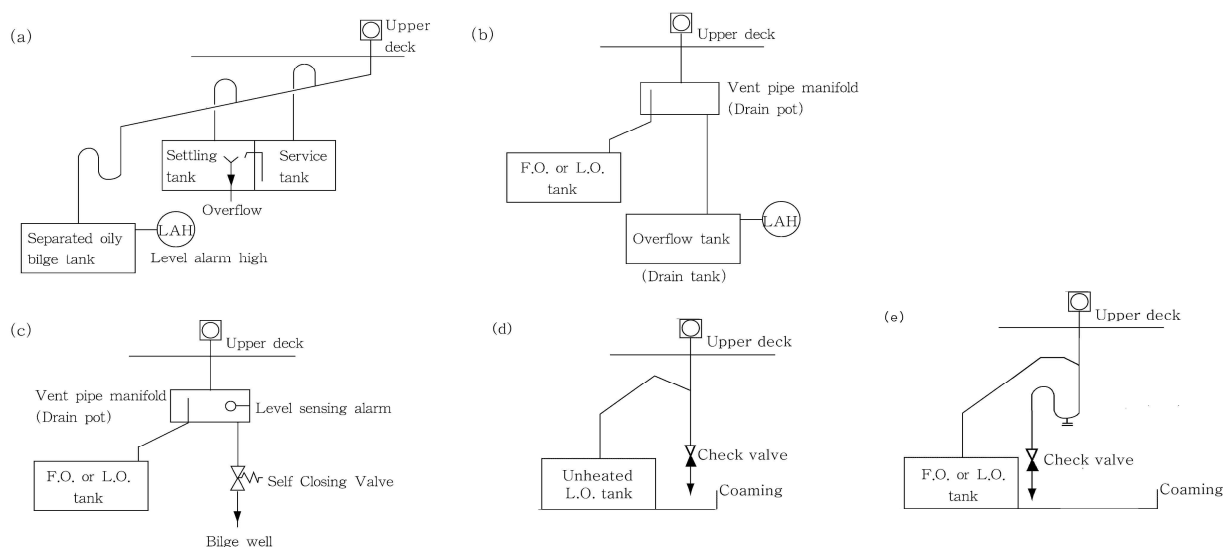 (a)
Upper
deck
Settling
tank
Service
tank
Overflow
Separated oily
bilge tank
LAH
Level alarm high
(b)
Upper deck
Vent pipe manifold
(Drain pot)
F.O. or L.O.
tank
LAH
Overflow tank
(Drain tank)
(c)
Upper deck
Vent pipe manifold
(Drain pot)
Level sensing alarm
F.O. or L.O.
tank
Self Closing Valve
Bilge well
(d)
Upper deck
Check valve
Unheated
L.O. tank
Coaming
(e)
Upper deck
Check valve
F.O. or L.O.
tank
Coaming